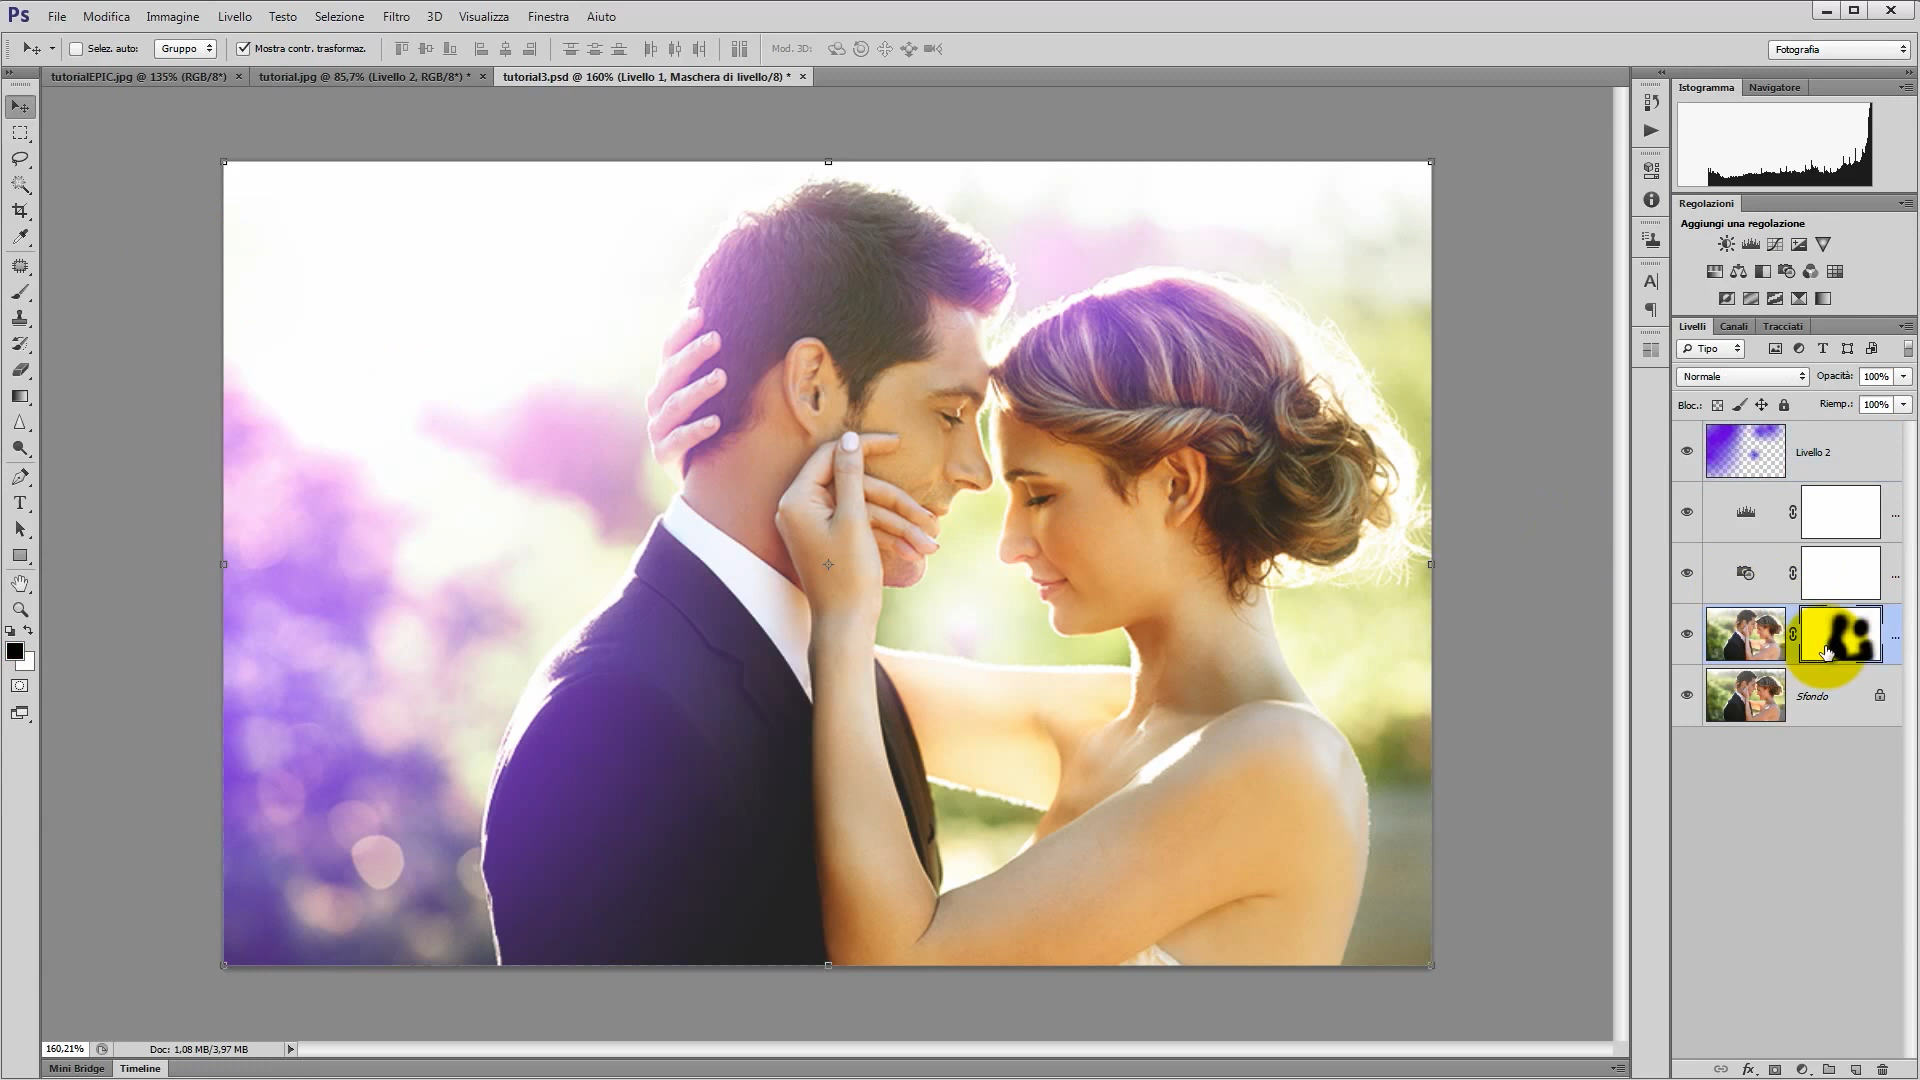 Ps File Modifica Immagine Livello Testo Selezione Filtro 3D Visualizza Finestra Aiuto
Selez. auto: Gruppo Mostra contr. trasformaz. Mod. 3D: Fotografia
tutorialEPIC.jpg @ 135% (RGB/8*) × tutorial.jpg @ 85,7% (Livello 2, RGB/8*) * × tutorial3.psd @ 160% (Livello 1, Maschera di livello/8) * ×
Istogramma Navigatore
Regolazioni
Aggiungi una regolazione
Livelli Canali Tracciati
Tipo
Normale Opacità: 100%
Bloc.: Riemp.: 100%
Livello 2
...
...
...
Sfondo
160,21% Doc: 1,08 MB/3,97 MB
Mini Bridge Timeline
fx